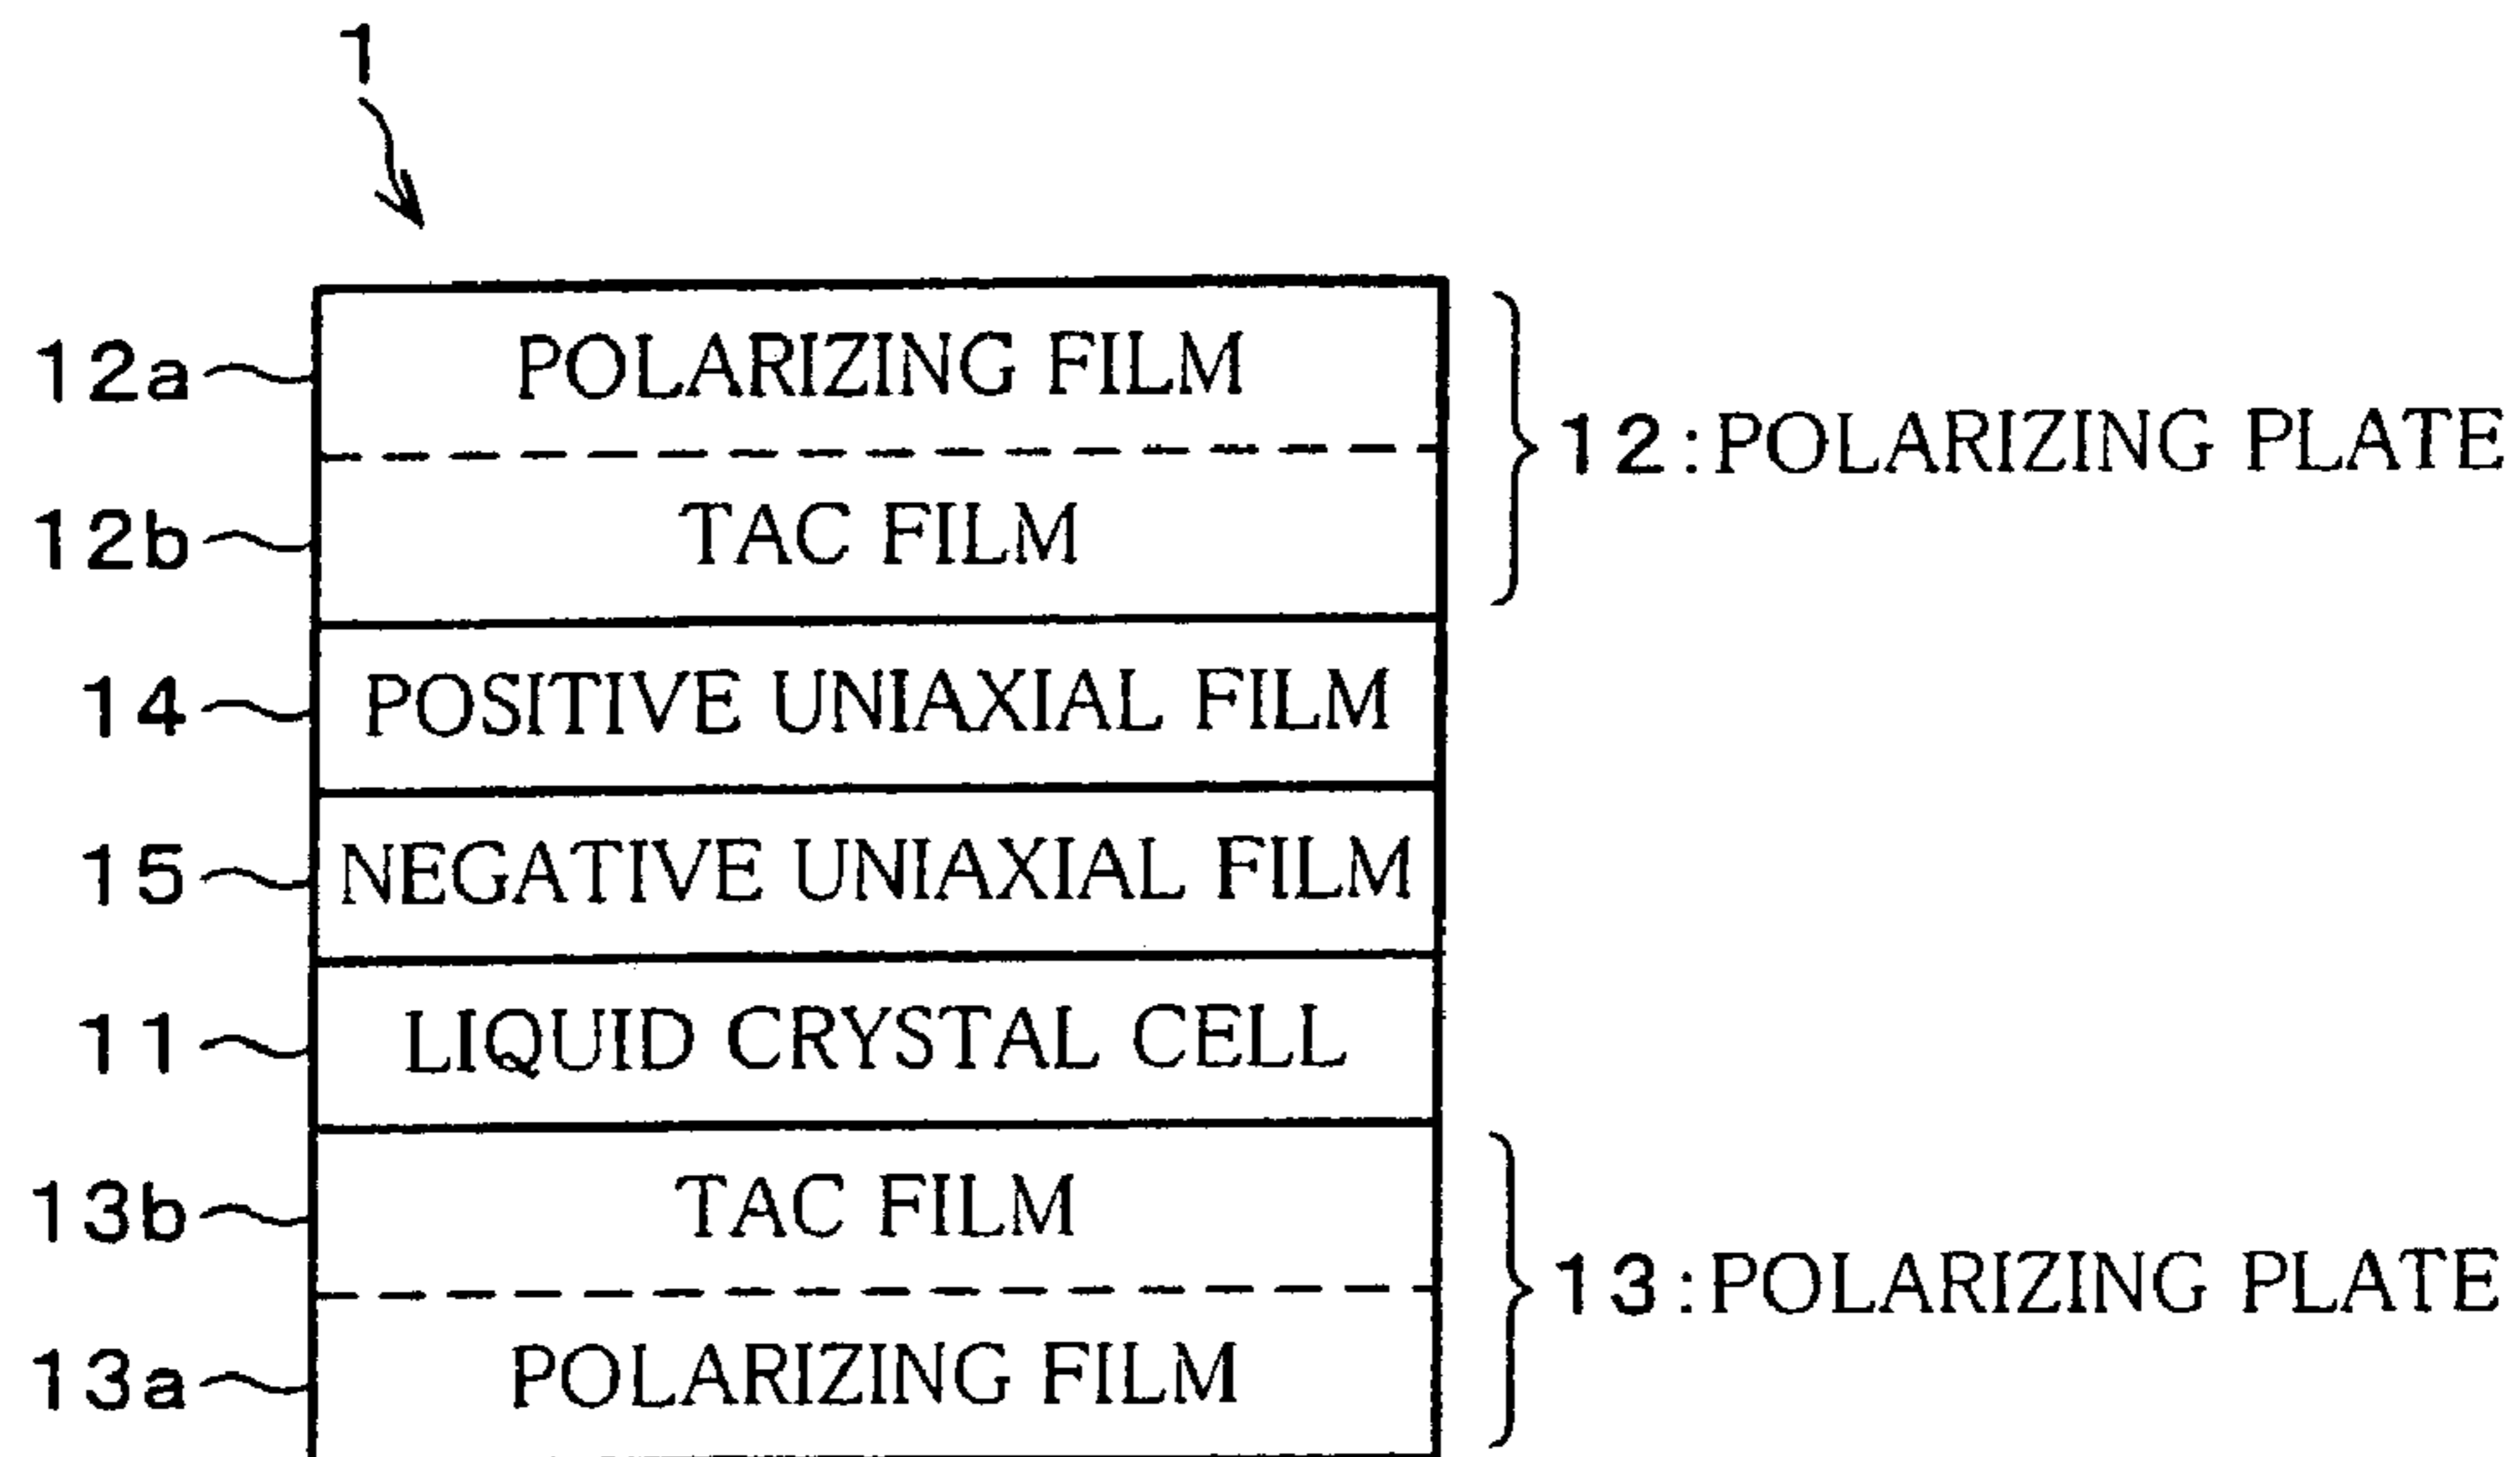 1
12a POLARIZING FILM
12:POLARIZING PLATE
12b TAC FILM
14 POSITIVE UNIAXIAL FILM
15 NEGATIVE UNIAXIAL FILM
11 LIQUID CRYSTAL CELL
13b TAC FILM
13:POLARIZING PLATE
13a POLARIZING FILM